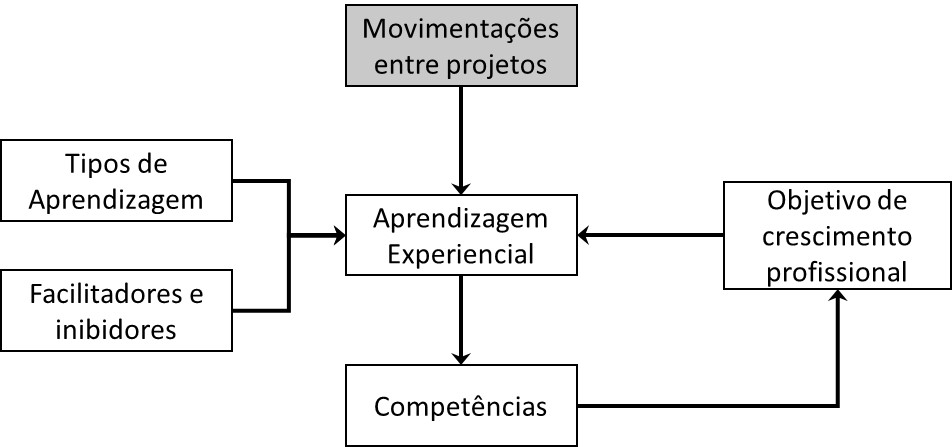 Movimentações
entre projetos
Tipos de
Aprendizagem
Aprendizagem
Experiencial
Objetivo de
crescimento
profissional
Facilitadores e
inibidores
Competências